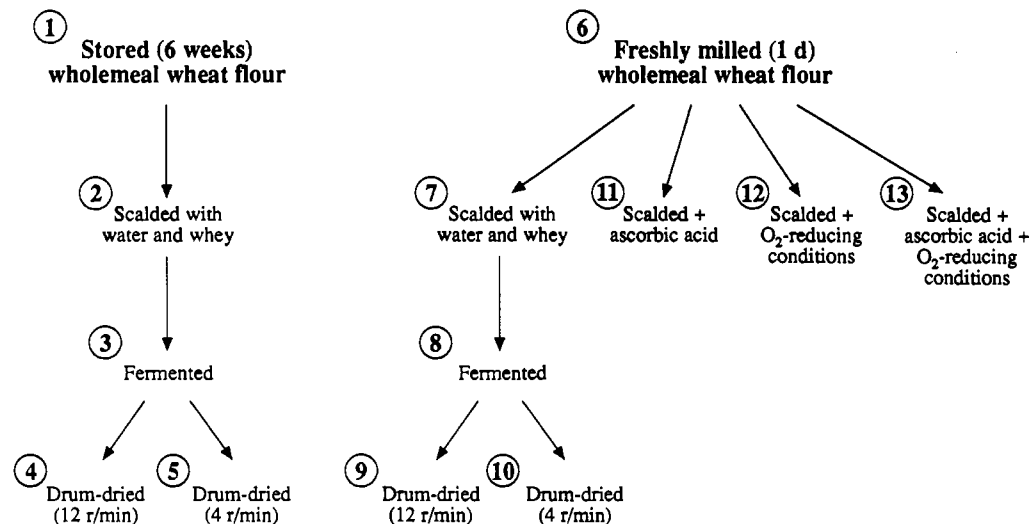 1
Stored (6 weeks)
wholemeal wheat flour
6
Freshly milled (1 d)
wholemeal wheat flour
2
Scalded with
water and whey
7
Scalded with
water and whey
11
Scalded +
ascorbic acid
12
Scalded +
O₂-reducing
conditions
13
Scalded +
ascorbic acid +
O₂-reducing
conditions
3
Fermented
8
Fermented
4
Drum-dried
(12 r/min)
5
Drum-dried
(4 r/min)
9
Drum-dried
(12 r/min)
10
Drum-dried
(4 r/min)